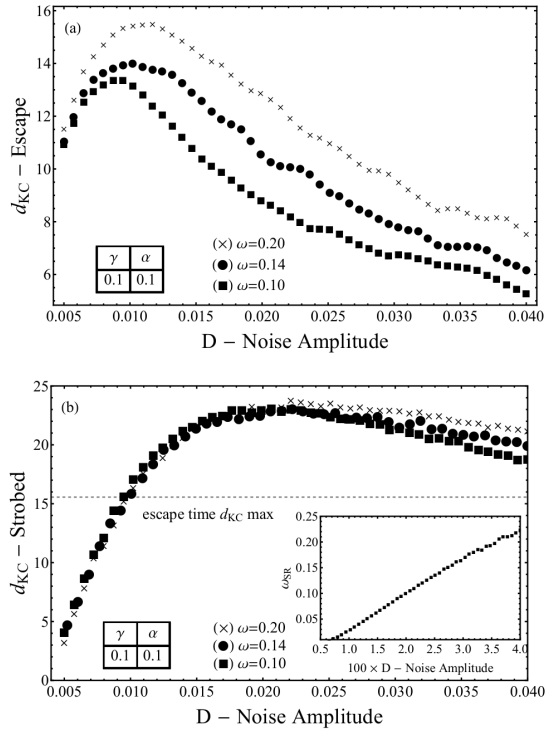 (a)
16
14
12
10
8
6
d_KC − Escape
γ α
0.1 0.1
(×) ω=0.20
(●) ω=0.14
(■) ω=0.10
0.005 0.010 0.015 0.020 0.025 0.030 0.035 0.040
D − Noise Amplitude
(b)
25
20
15
10
5
0
d_KC − Strobed
escape time d_KC max
γ α
0.1 0.1
(×) ω=0.20
(●) ω=0.14
(■) ω=0.10
0.25
0.20
0.15
0.10
0.05
ω_SR
0.5 1.0 1.5 2.0 2.5 3.0 3.5 4.0
100 × D − Noise Amplitude
0.005 0.010 0.015 0.020 0.025 0.030 0.035 0.040
D − Noise Amplitude